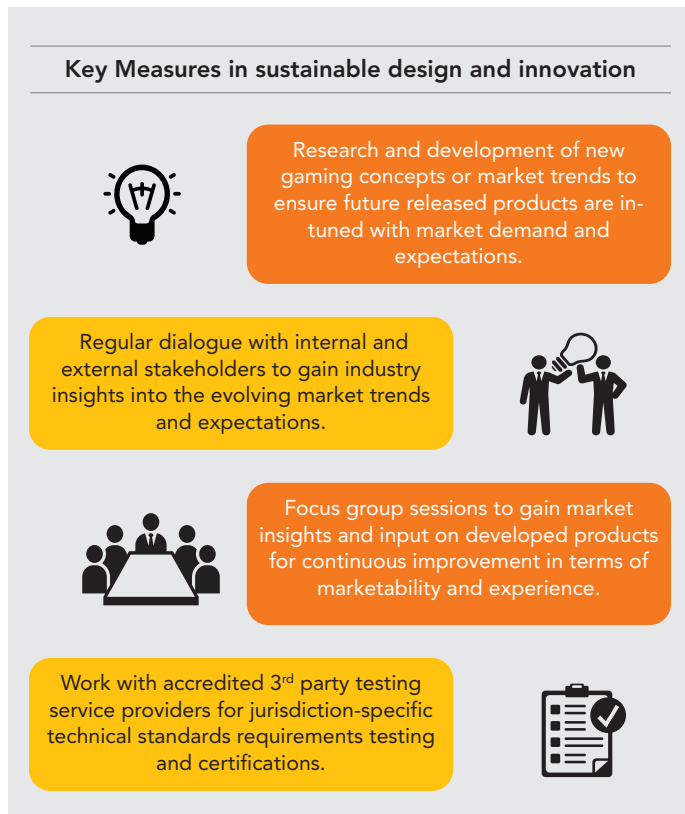 Key Measures in sustainable design and innovation
Research and development of new
gaming concepts or market trends to
ensure future released products are in-
tuned with market demand and
expectations.
Regular dialogue with internal and
external stakeholders to gain industry
insights into the evolving market trends
and expectations.
Focus group sessions to gain market
insights and input on developed products
for continuous improvement in terms of
marketability and experience.
Work with accredited 3rd party testing
service providers for jurisdiction-specific
technical standards requirements testing
and certifications.